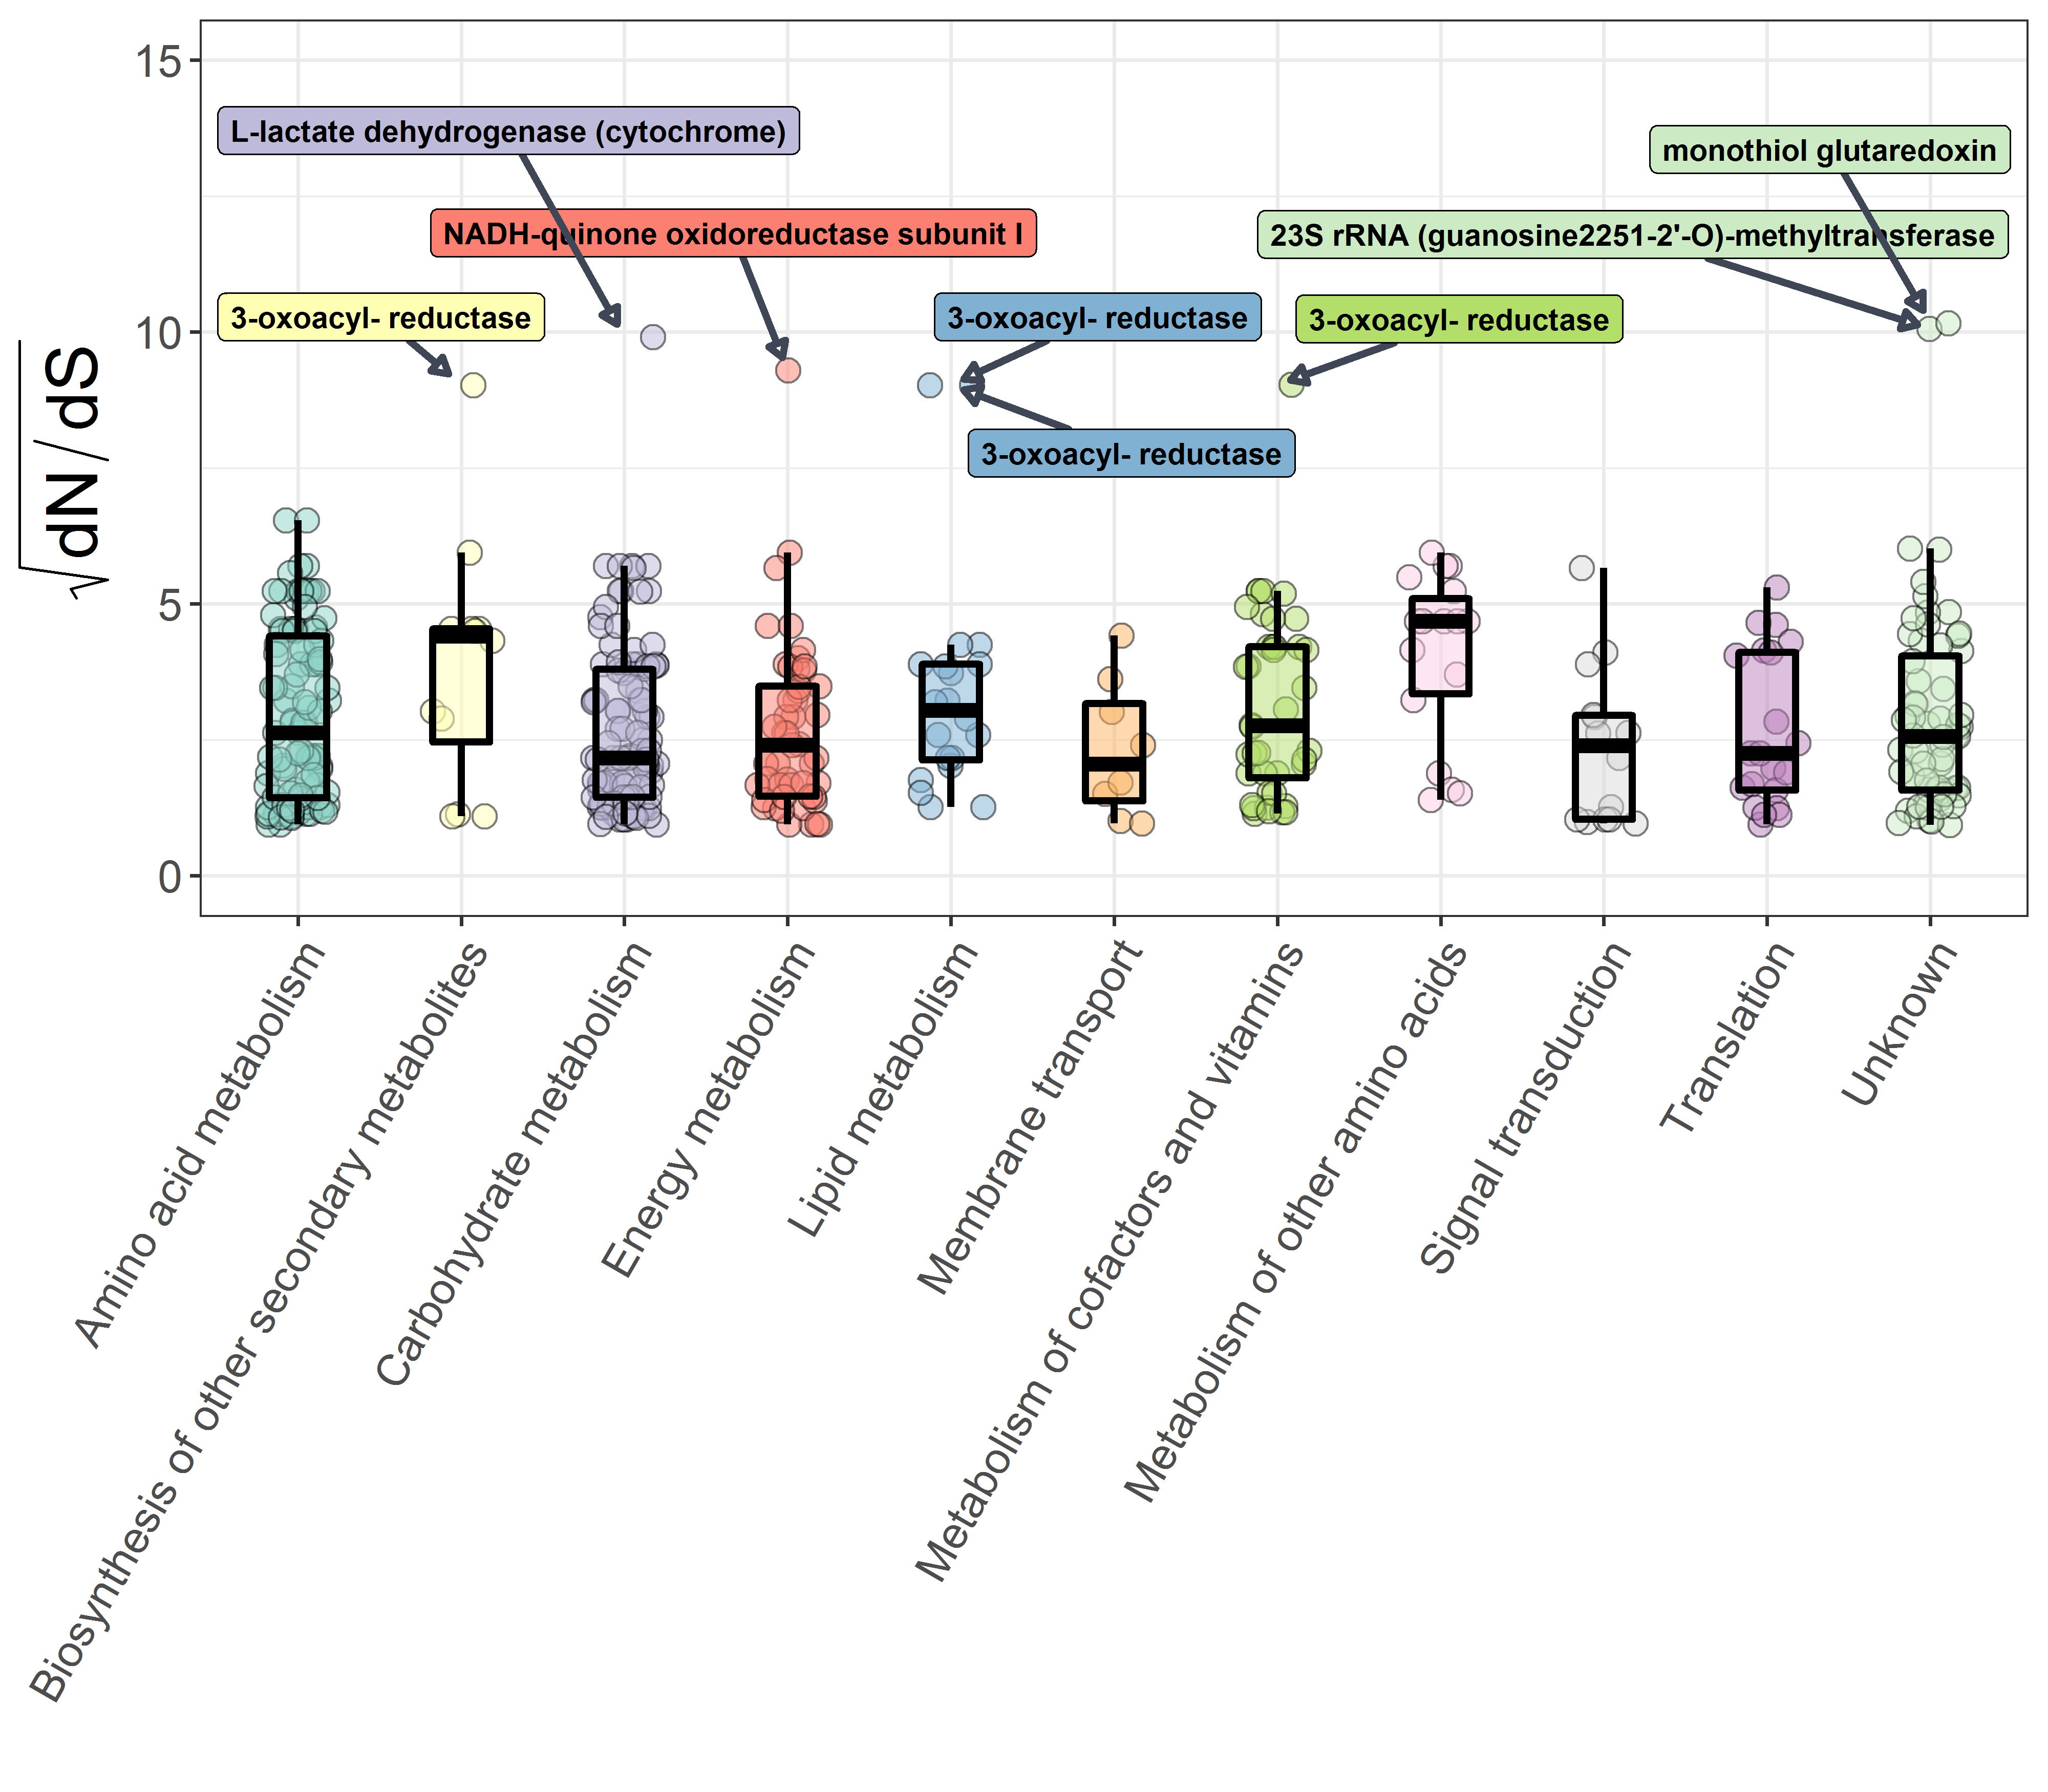 15
10
5
0
√dN / dS
L-lactate dehydrogenase (cytochrome)
monothiol glutaredoxin
NADH-quinone oxidoreductase subunit I
23S rRNA (guanosine2251-2'-O)-methyltransferase
3-oxoacyl- reductase
3-oxoacyl- reductase
3-oxoacyl- reductase
3-oxoacyl- reductase
Amino acid metabolism
Biosynthesis of other secondary metabolites
Carbohydrate metabolism
Energy metabolism
Lipid metabolism
Membrane transport
Metabolism of cofactors and vitamins
Metabolism of other amino acids
Signal transduction
Translation
Unknown